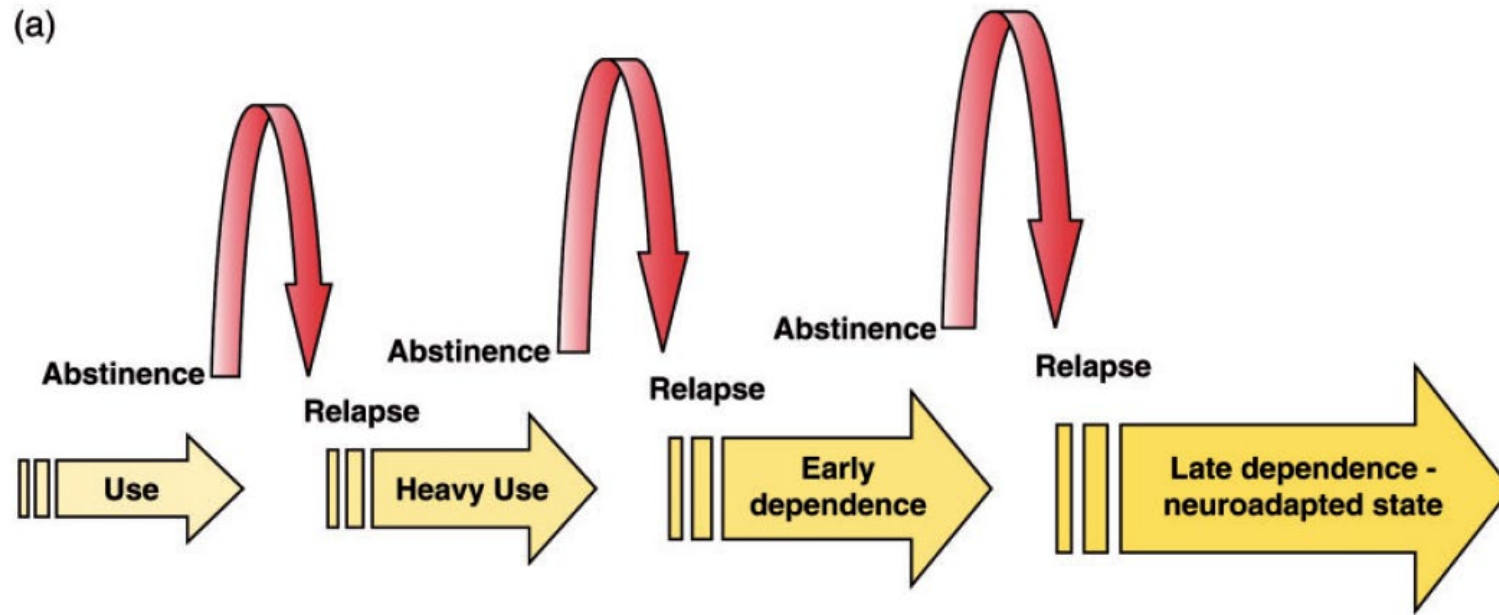 (a)
Abstinence
Relapse
Abstinence
Relapse
Abstinence
Relapse
Use
Heavy Use
Early
dependence
Late dependence -
neuroadapted state